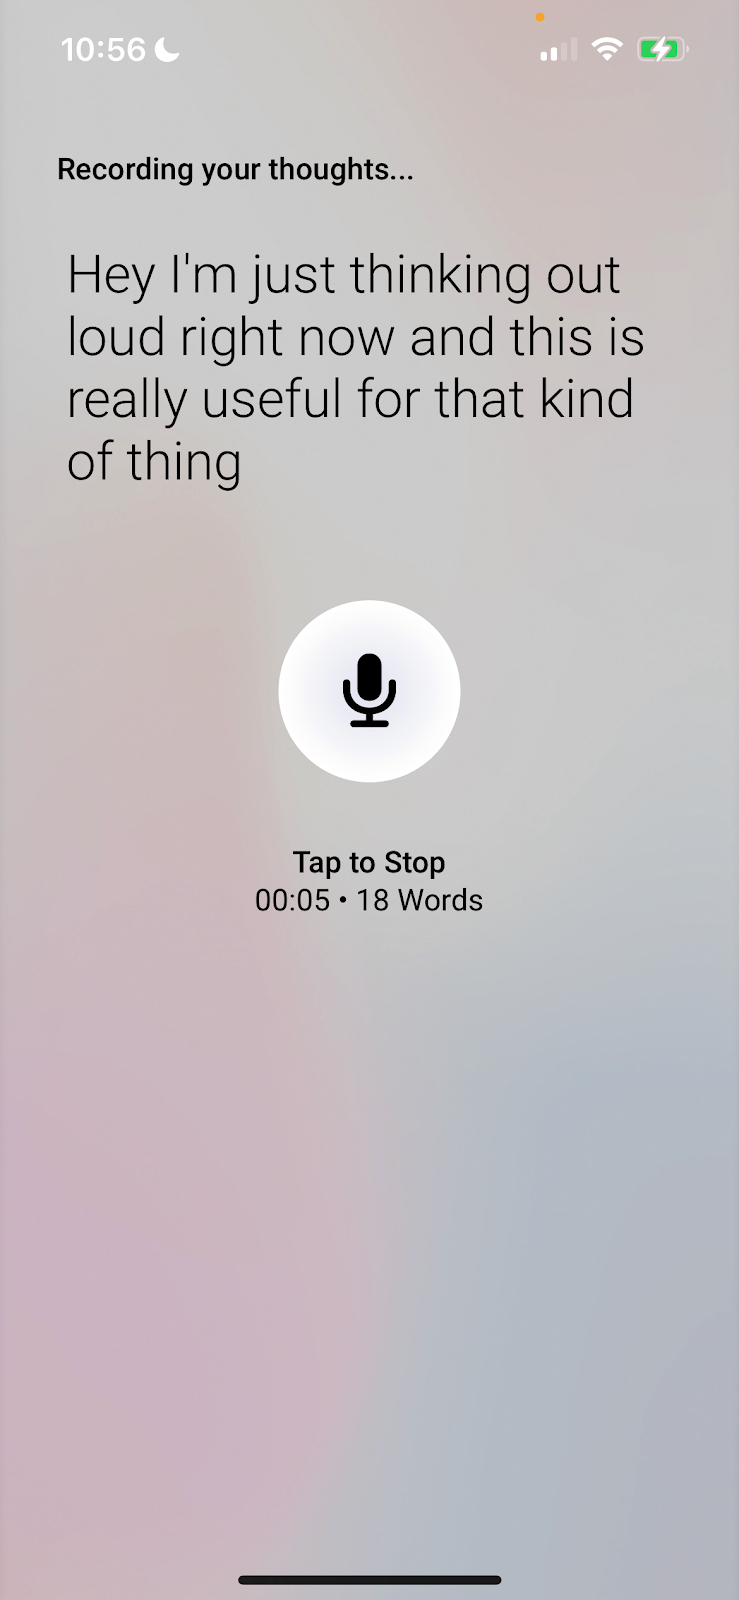 10:56
Recording your thoughts...
Hey I'm just thinking out
loud right now and this is
really useful for that kind
of thing
Tap to Stop
00:05 • 18 Words